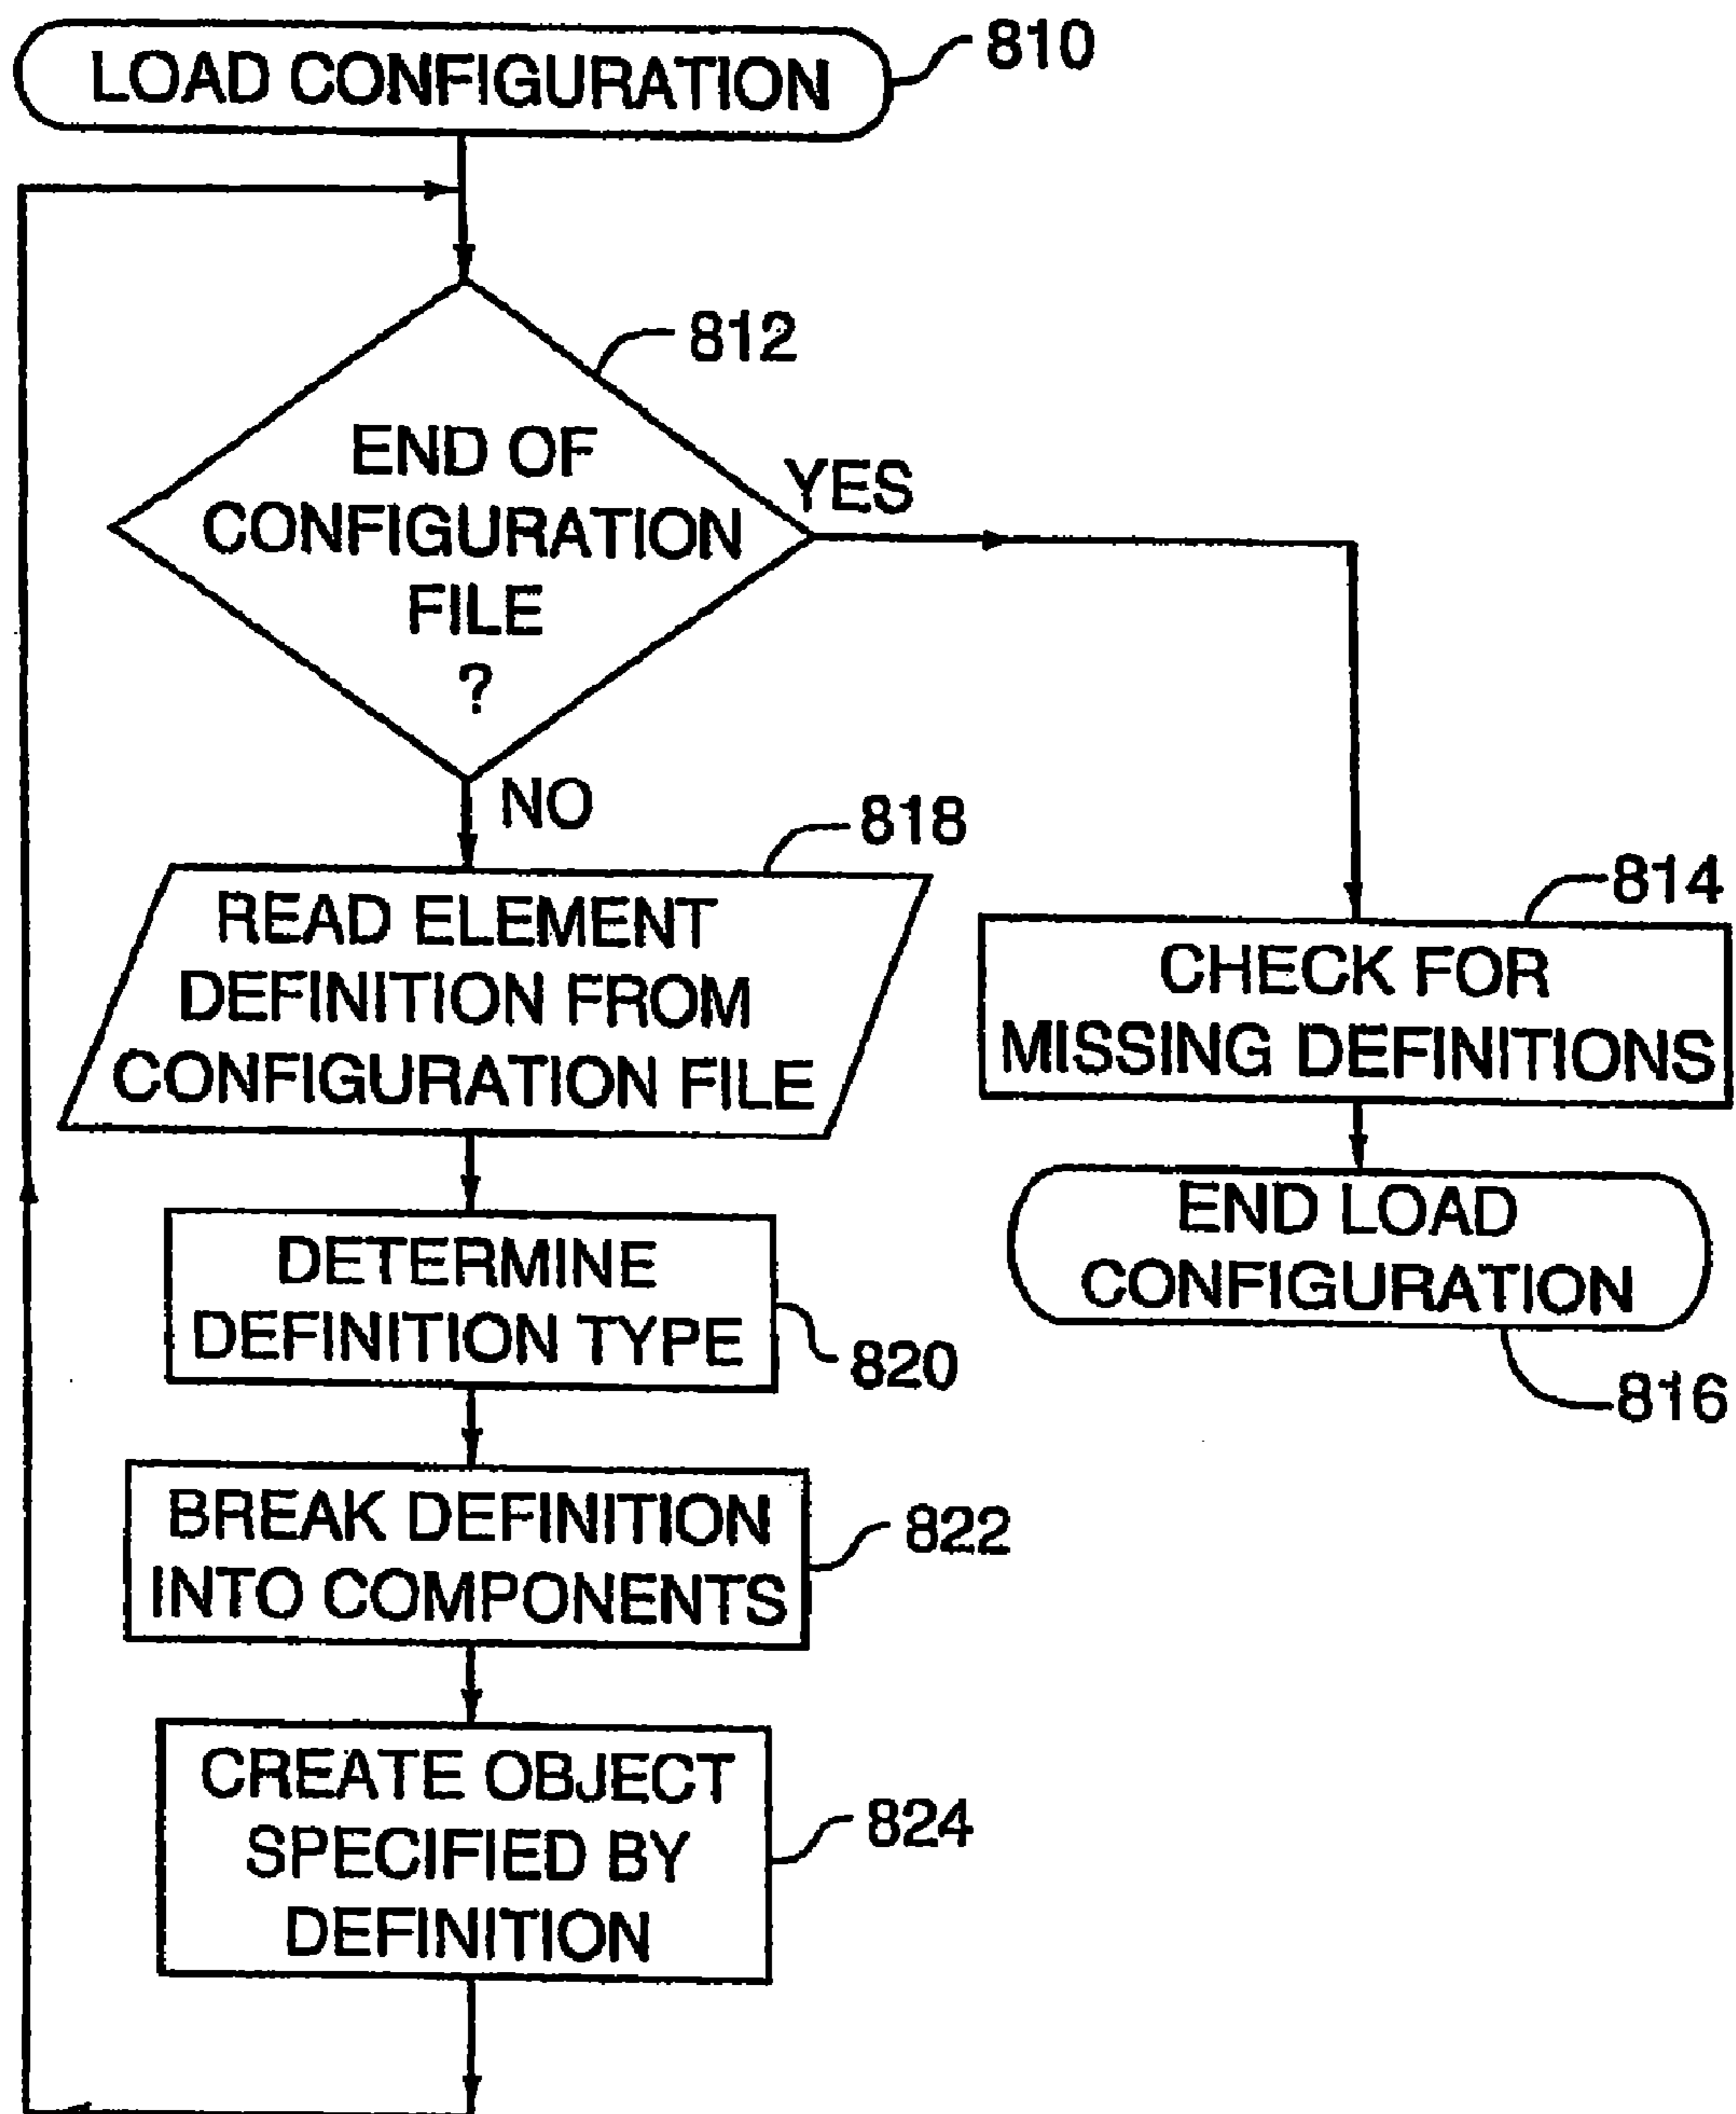 LOAD CONFIGURATION
810
812
END OF
CONFIGURATION
FILE
?
YES
NO
818
READ ELEMENT
DEFINITION FROM
CONFIGURATION FILE
814
CHECK FOR
MISSING DEFINITIONS
END LOAD
CONFIGURATION
816
DETERMINE
DEFINITION TYPE
820
BREAK DEFINITION
INTO COMPONENTS
822
CREATE OBJECT
SPECIFIED BY
DEFINITION
824